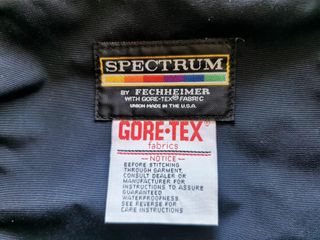 SPECTRUM
BY FECHHEIMER
WITH GORE-TEX® FABRIC
UNION MADE IN THE U.S.A.
GORE-TEX®
fabrics
NOTICE
BEFORE STITCHING
THROUGH GARMENT,
CONSULT DEALER OR
MANUFACTURER FOR
INSTRUCTIONS TO ASSURE
GUARANTEED
WATERPROOFNESS.
SEE REVERSE FOR
CARE INSTRUCTIONS